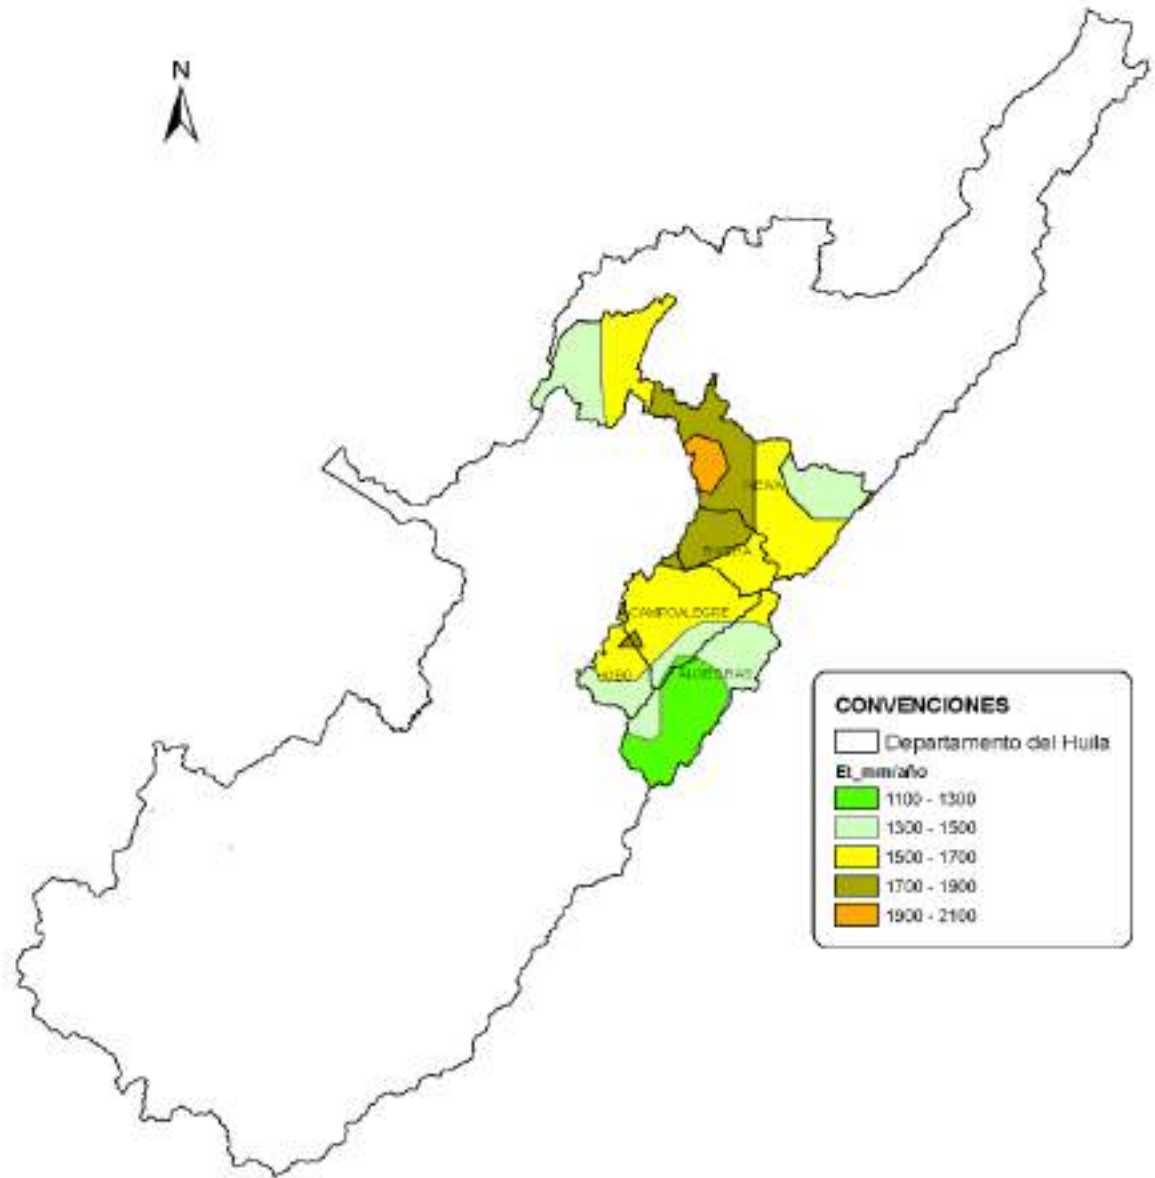 N
NEIVA
RIVERA
CAMPOALEGRE
HOBO
ALGECIRAS
CONVENCIONES
Departamento del Huila
Et_mm/año
1100 - 1300
1300 - 1500
1500 - 1700
1700 - 1900
1900 - 2100